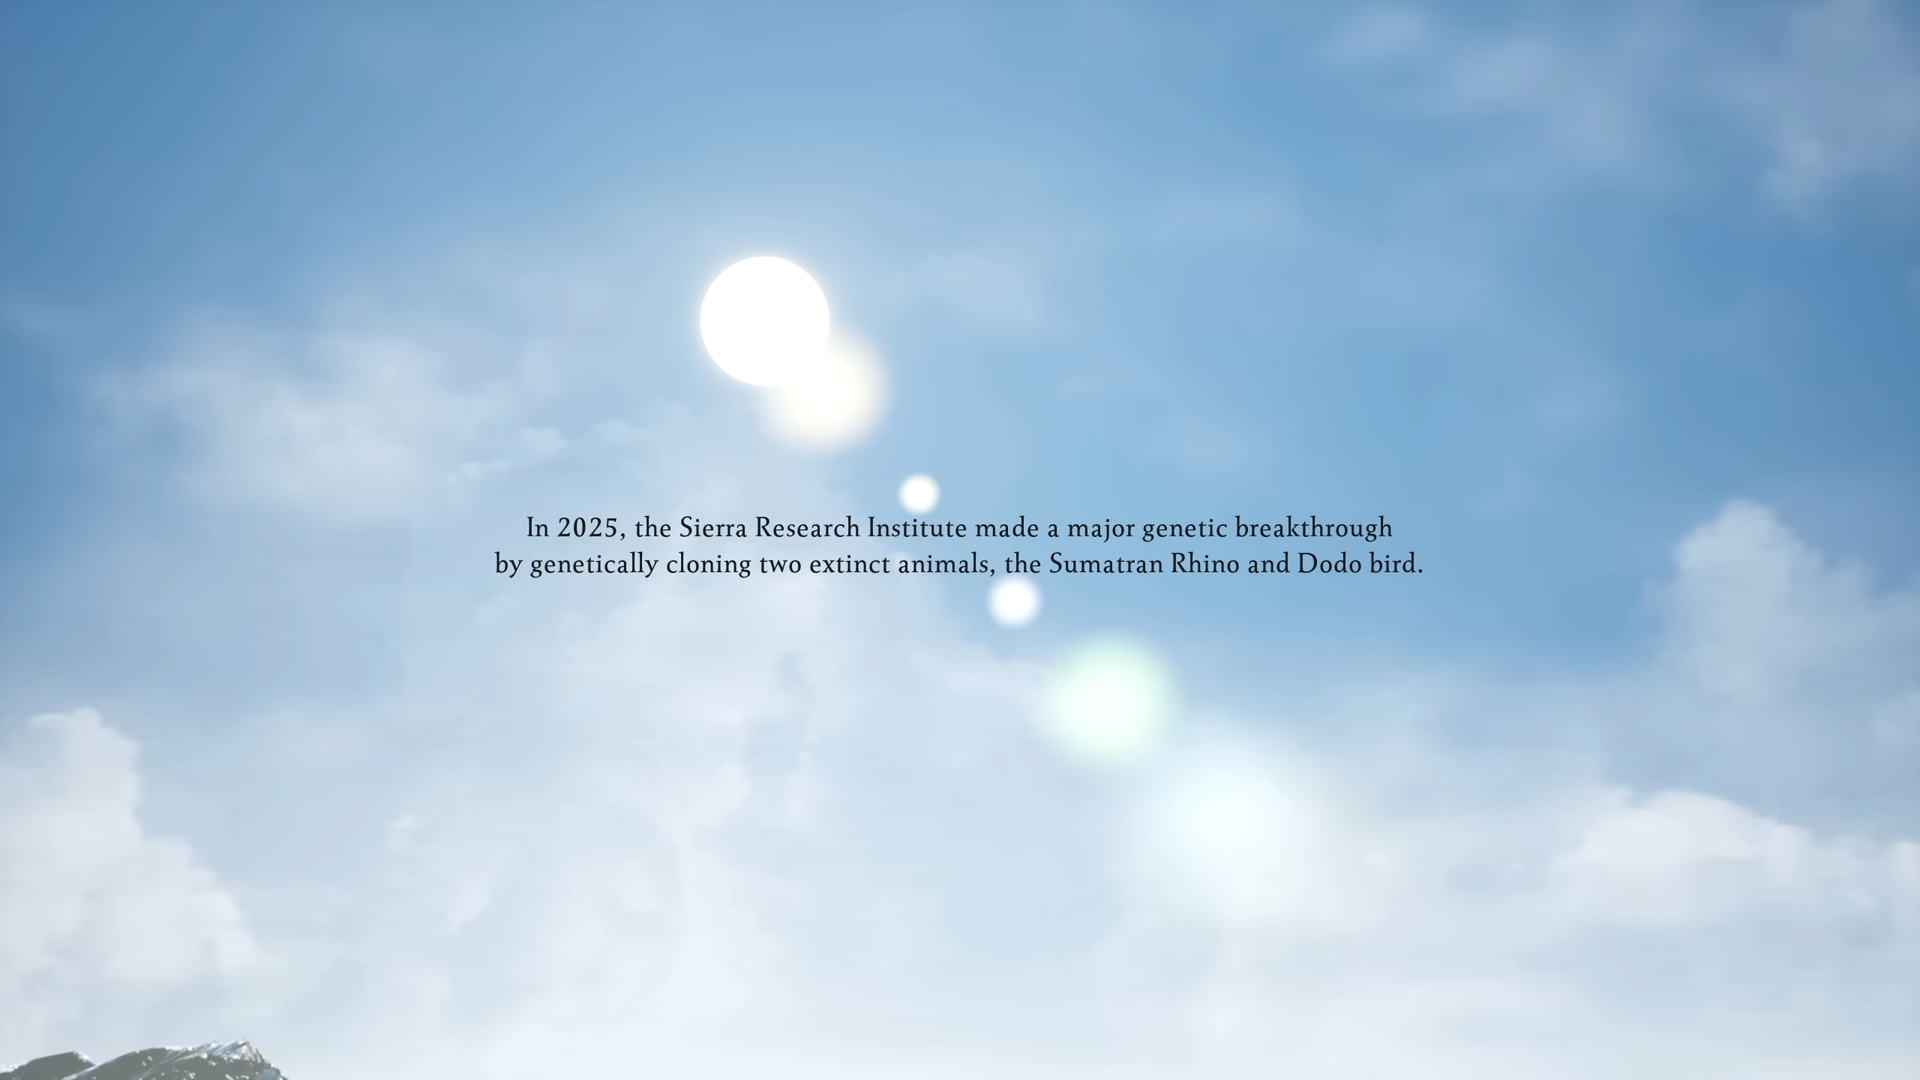 In 2025, the Sierra Research Institute made a major genetic breakthrough
by genetically cloning two extinct animals, the Sumatran Rhino and Dodo bird.